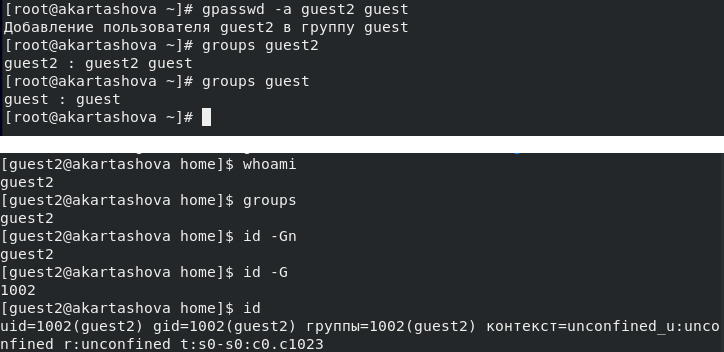 [root@akartashova ~]# gpasswd -a guest2 guest
Добавление пользователя guest2 в группу guest
[root@akartashova ~]# groups guest2
guest2 : guest2 guest
[root@akartashova ~]# groups guest
guest : guest
[root@akartashova ~]#
[guest2@akartashova home]$ whoami
guest2
[guest2@akartashova home]$ groups
guest2
[guest2@akartashova home]$ id -Gn
guest2
[guest2@akartashova home]$ id -G
1002
[guest2@akartashova home]$ id
uid=1002(guest2) gid=1002(guest2) группы=1002(guest2) контекст=unconfined_u:unco
nfined r:unconfined t:s0-s0:c0.c1023